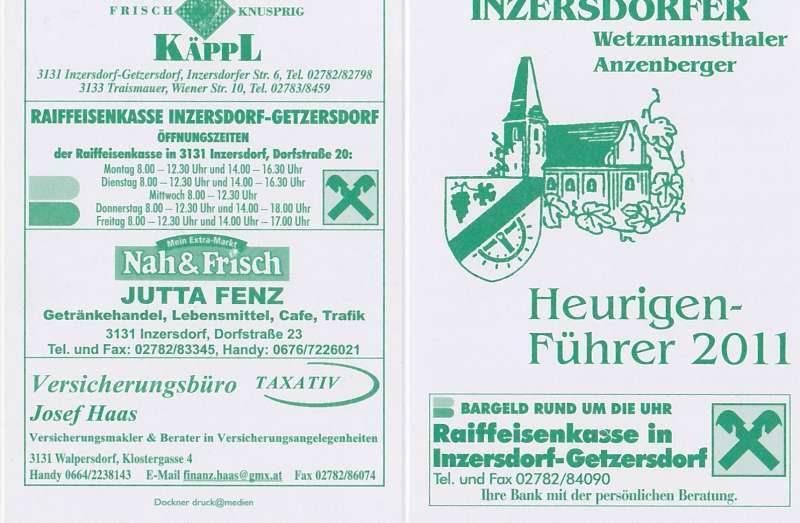 FRISCH KNUSPRIG
KÄPPL
3131 Inzersdorf-Getzersdorf, Inzersdorfer Str. 6, Tel. 02782/82798
3133 Traismauer, Wiener Str. 10, Tel. 02783/8459
RAIFFEISENKASSE INZERSDORF-GETZERSDORF
ÖFFNUNGSZEITEN
der Raiffeisenkasse in 3131 Inzersdorf, Dorfstraße 20:
Montag 8.00 – 12.30 Uhr und 14.00 – 16.30 Uhr
Dienstag 8.00 – 12.30 Uhr und 14.00 – 16.30 Uhr
Mittwoch 8.00 – 12.30 Uhr
Donnerstag 8.00 – 12.30 Uhr und 14.00 – 18.00 Uhr
Freitag 8.00 – 12.30 Uhr und 14.00 – 17.00 Uhr
Mein Extra-Markt
Nah&Frisch
JUTTA FENZ
Getränkehandel, Lebensmittel, Cafe, Trafik
3131 Inzersdorf, Dorfstraße 23
Tel. und Fax: 02782/83345, Handy: 0676/7226021
Versicherungsbüro TAXATIV
Josef Haas
Versicherungsmakler & Berater in Versicherungsangelegenheiten
3131 Walpersdorf, Klostergasse 4
Handy 0664/2238143 E-Mail finanz.haas@gmx.at Fax 02782/86074
Dockner druck@medien
INZERSDORFER
Wetzmannsthaler
Anzenberger
Heurigen-
Führer 2011
BARGELD RUND UM DIE UHR
Raiffeisenkasse in
Inzersdorf-Getzersdorf
Tel. und Fax 02782/84090
Ihre Bank mit der persönlichen Beratung.